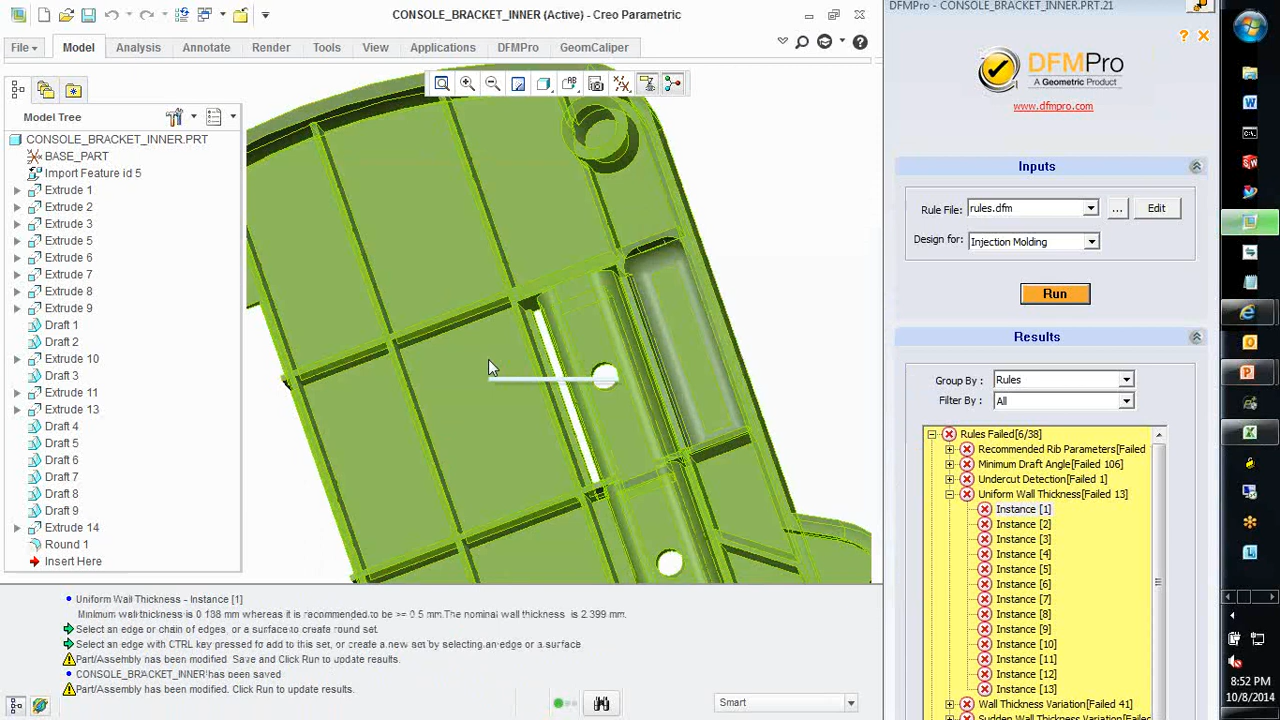 CONSOLE_BRACKET_INNER (Active) - Creo Parametric
File
Model
Analysis
Annotate
Render
Tools
View
Applications
DFMPro
GeomCaliper
Model Tree
CONSOLE_BRACKET_INNER.PRT
BASE_PART
Import Feature id 5
Extrude 1
Extrude 2
Extrude 3
Extrude 5
Extrude 6
Extrude 7
Extrude 8
Extrude 9
Draft 1
Draft 2
Extrude 10
Draft 3
Extrude 11
Extrude 13
Draft 4
Draft 5
Draft 6
Draft 7
Draft 8
Draft 9
Extrude 14
Round 1
Insert Here
Uniform Wall Thickness - Instance [1]
Minimum wall thickness is 0.188 mm whereas it is recommended to be >= 0.5 mm.The nominal wall thickness is 2.399 mm.
Select an edge or chain of edges, or a surface to create round set.
Select an edge with CTRL key pressed to add to this set, or create a new set by selecting an edge or a surface
Part/Assembly has been modified. Save and Click Run to update results.
CONSOLE_BRACKET_INNER has been saved
Part/Assembly has been modified. Click Run to update results.
Smart
DFMPro - CONSOLE_BRACKET_INNER.PRT.21
DFMPro
A Geometric Product
www.dfmpro.com
Inputs
Rule File: rules.dfm ... Edit
Design for: Injection Molding
Run
Results
Group By: Rules
Filter By: All
Rules Failed[6/38]
Recommended Rib Parameters[Failed
Minimum Draft Angle[Failed 106]
Undercut Detection[Failed 1]
Uniform Wall Thickness[Failed 13]
Instance [1]
Instance [2]
Instance [3]
Instance [4]
Instance [5]
Instance [6]
Instance [7]
Instance [8]
Instance [9]
Instance [10]
Instance [11]
Instance [12]
Instance [13]
Wall Thickness Variation[Failed 41]
Sudden Wall Thickness Variation[Failed
8:52 PM
10/8/2014